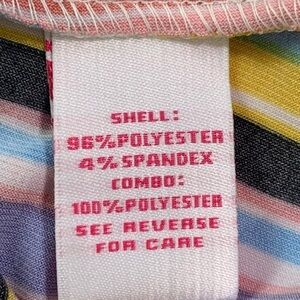 SHELL:
96%POLYESTER
4%SPANDEX
COMBO:
100%POLYESTER
SEE REVERSE
FOR CARE